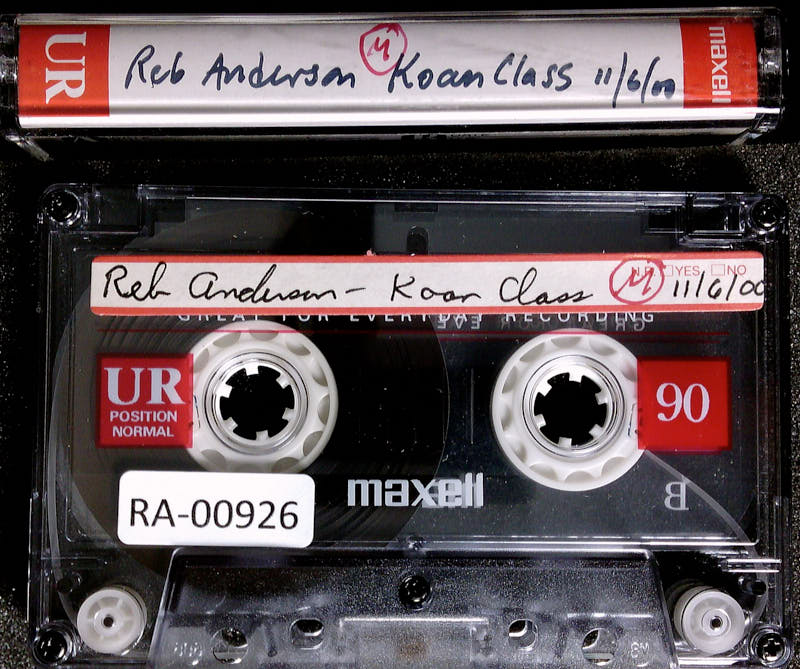 UR Reb Anderson M Koan Class 11/6/00 maxell
N.R. YES NO
Reb Anderson - Koan Class M 11/6/00
GREAT FOR EVERYDAY RECORDING
UR
POSITION
NORMAL
90
maxell
RA-00926
B